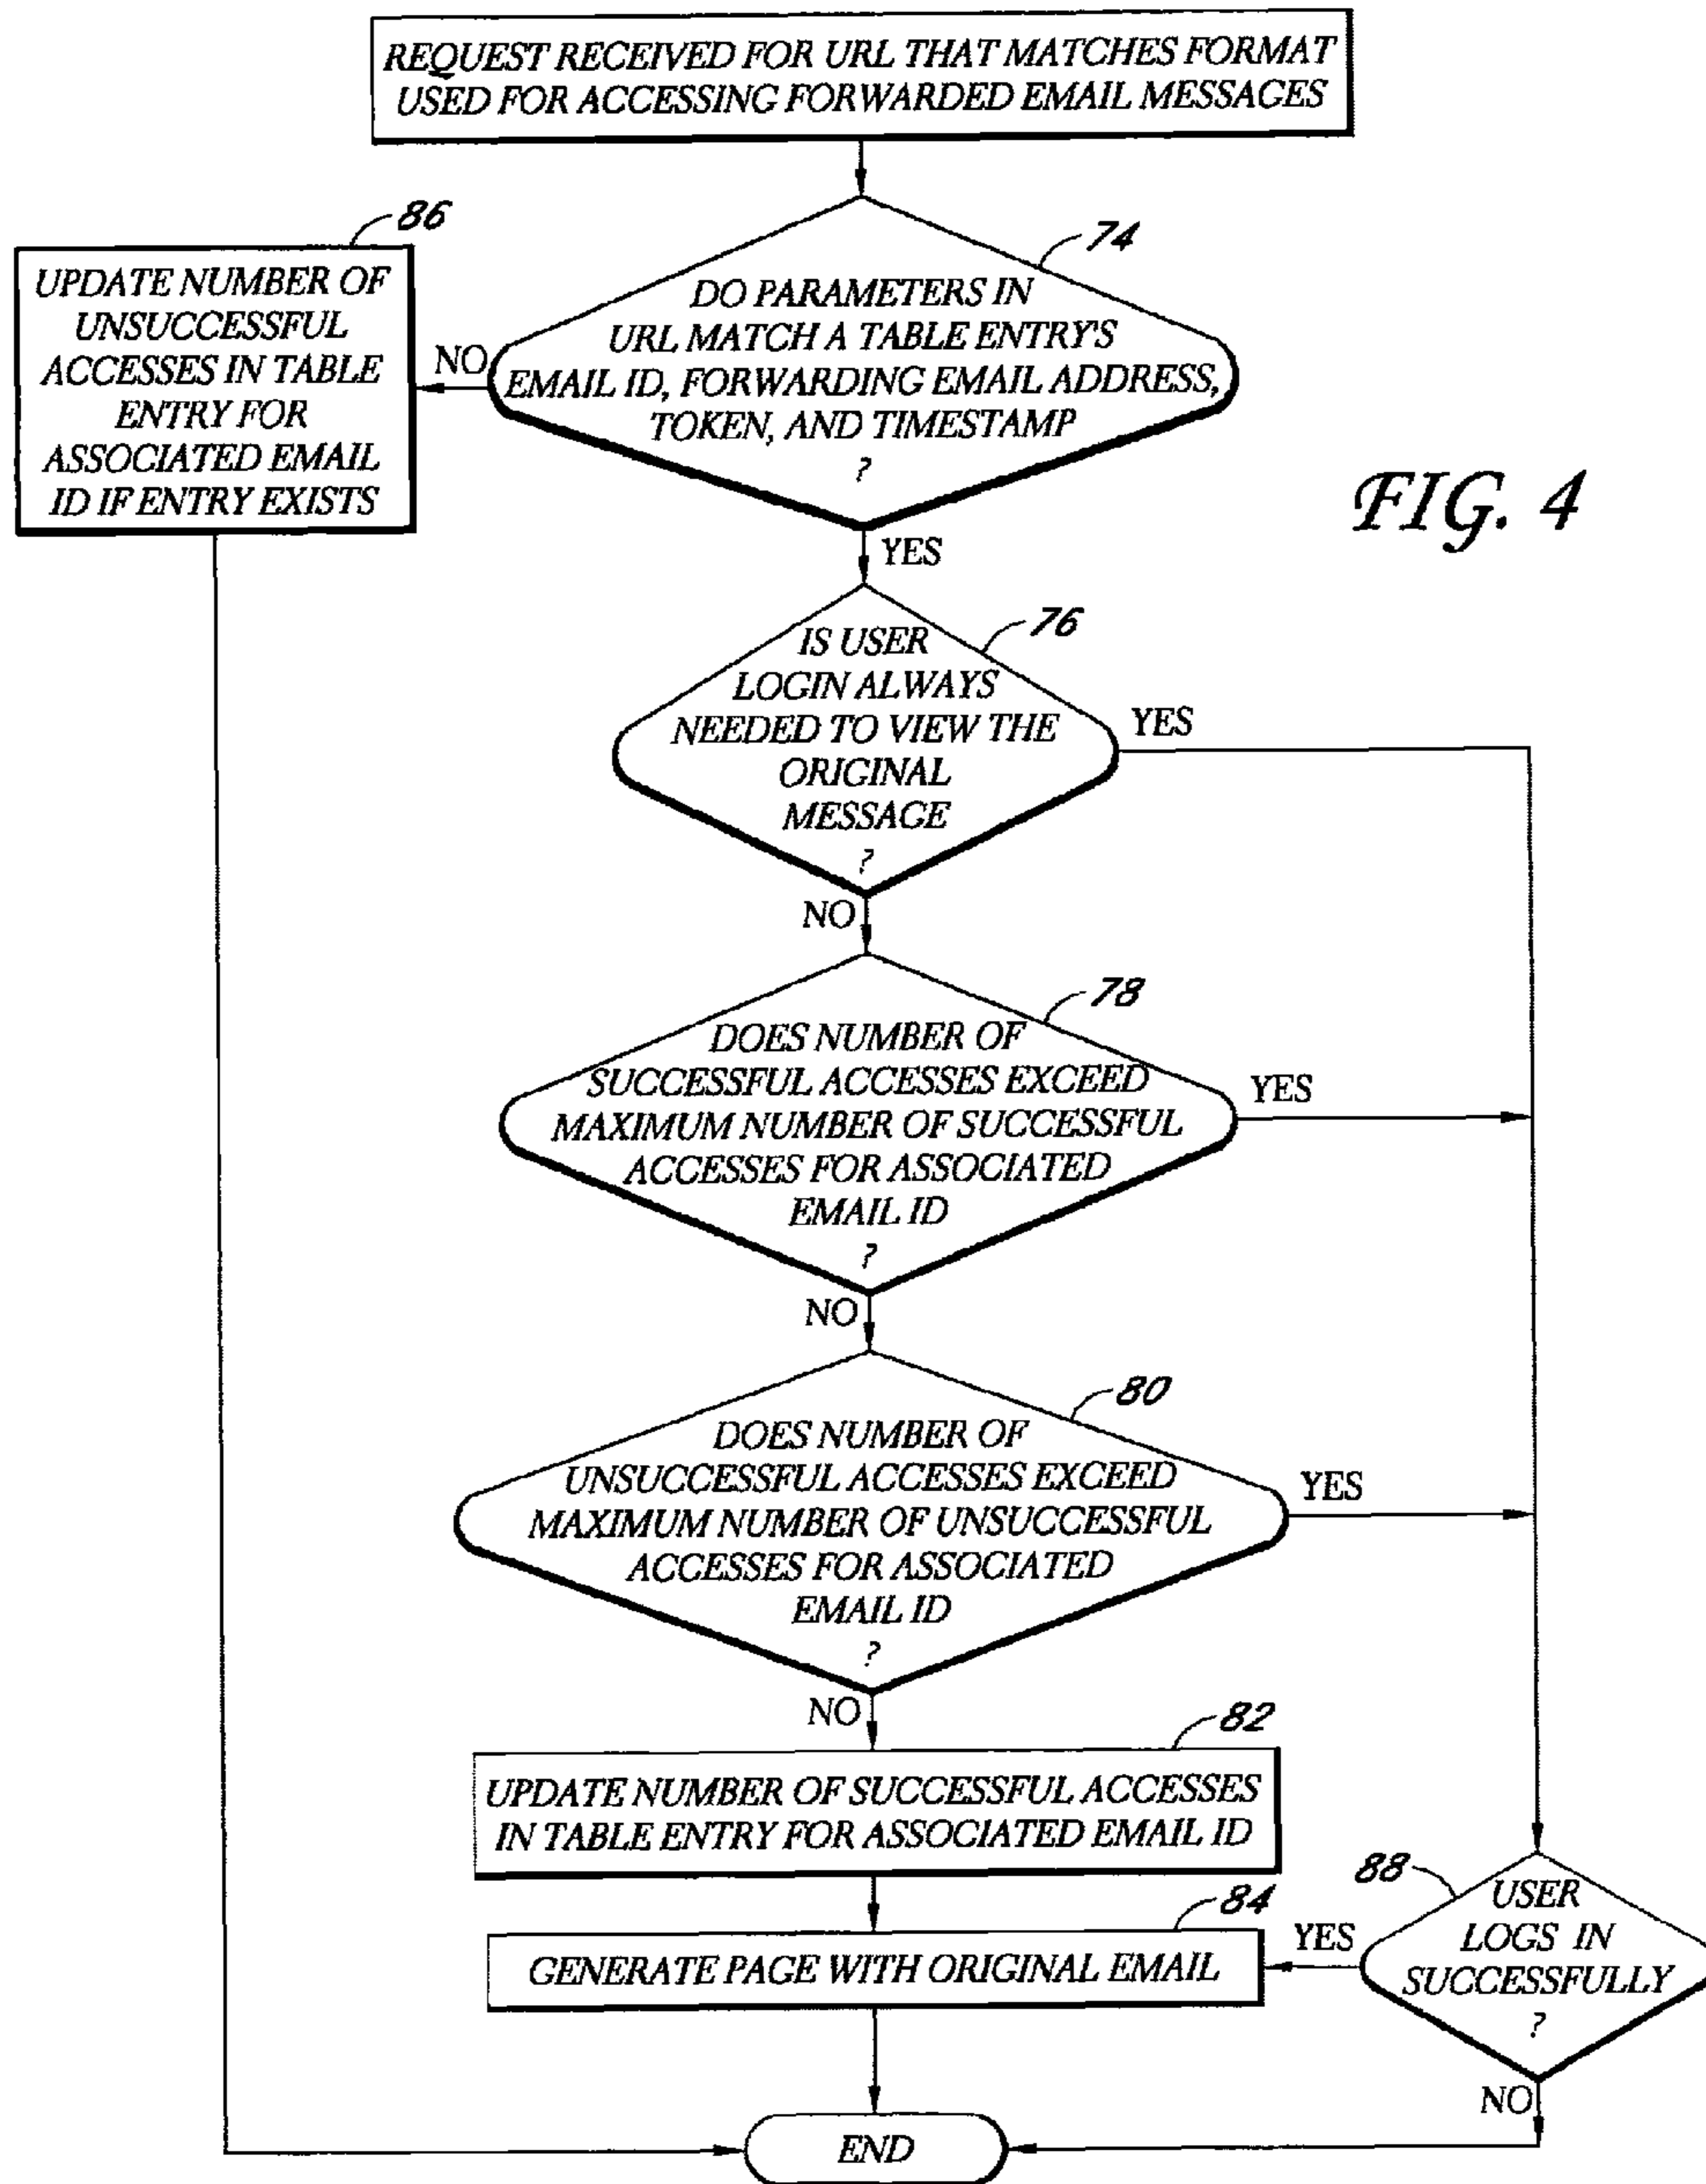 REQUEST RECEIVED FOR URL THAT MATCHES FORMAT
USED FOR ACCESSING FORWARDED EMAIL MESSAGES
86
UPDATE NUMBER OF
UNSUCCESSFUL
ACCESSES IN TABLE
ENTRY FOR
ASSOCIATED EMAIL
ID IF ENTRY EXISTS
NO
74
DO PARAMETERS IN
URL MATCH A TABLE ENTRY'S
EMAIL ID, FORWARDING EMAIL ADDRESS,
TOKEN, AND TIMESTAMP
?
FIG. 4
YES
76
IS USER
LOGIN ALWAYS
NEEDED TO VIEW THE
ORIGINAL
MESSAGE
?
YES
NO
78
DOES NUMBER OF
SUCCESSFUL ACCESSES EXCEED
MAXIMUM NUMBER OF SUCCESSFUL
ACCESSES FOR ASSOCIATED
EMAIL ID
?
YES
NO
80
DOES NUMBER OF
UNSUCCESSFUL ACCESSES EXCEED
MAXIMUM NUMBER OF UNSUCCESSFUL
ACCESSES FOR ASSOCIATED
EMAIL ID
?
YES
NO
82
UPDATE NUMBER OF SUCCESSFUL ACCESSES
IN TABLE ENTRY FOR ASSOCIATED EMAIL ID
84
GENERATE PAGE WITH ORIGINAL EMAIL
YES
88
USER
LOGS IN
SUCCESSFULLY
?
NO
END